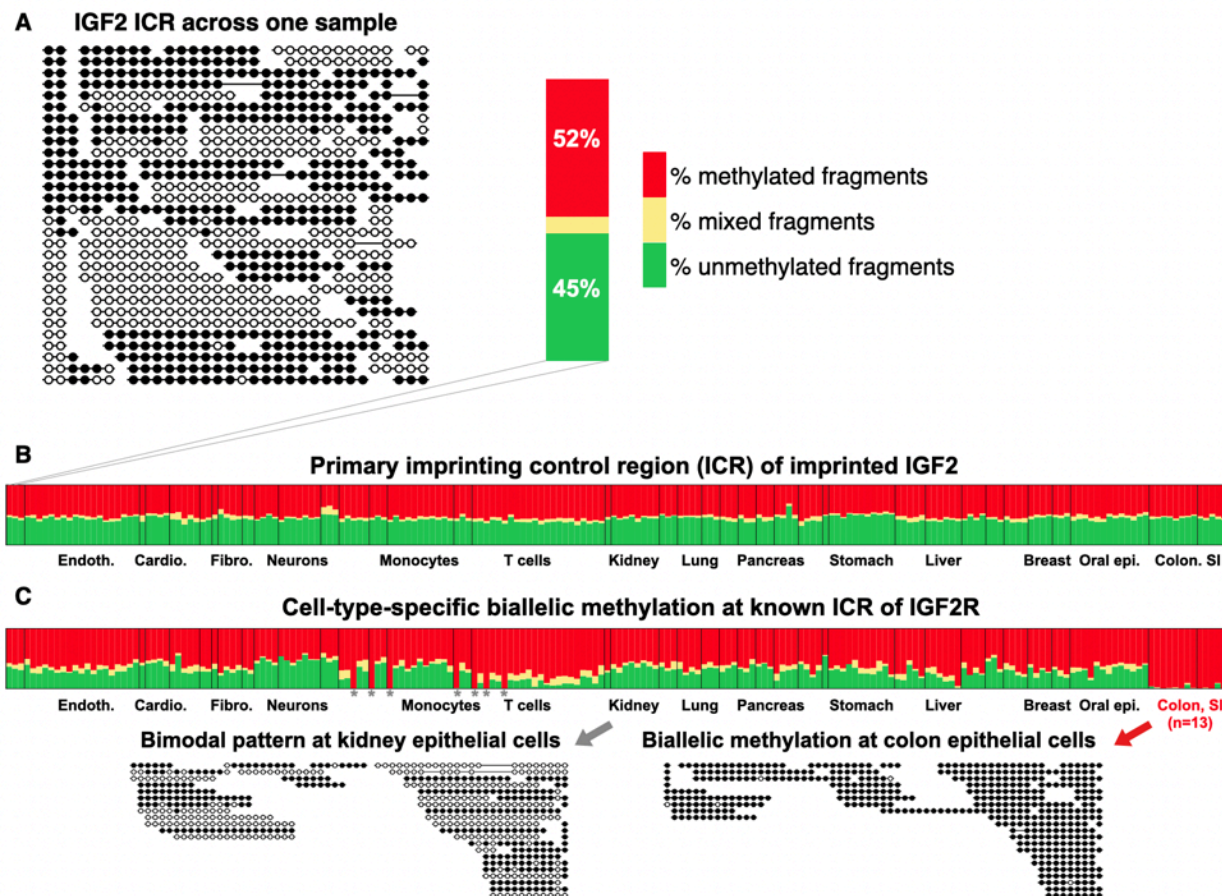 A IGF2 ICR across one sample
52%
45%
% methylated fragments
% mixed fragments
% unmethylated fragments
B
Primary imprinting control region (ICR) of imprinted IGF2
Endoth. Cardio. Fibro. Neurons Monocytes T cells Kidney Lung Pancreas Stomach Liver Breast Oral epi. Colon. SI
C
Cell-type-specific biallelic methylation at known ICR of IGF2R
* * * * * * *
Endoth. Cardio. Fibro. Neurons Monocytes T cells Kidney Lung Pancreas Stomach Liver Breast Oral epi. Colon, SI
(n=13)
Bimodal pattern at kidney epithelial cells Biallelic methylation at colon epithelial cells